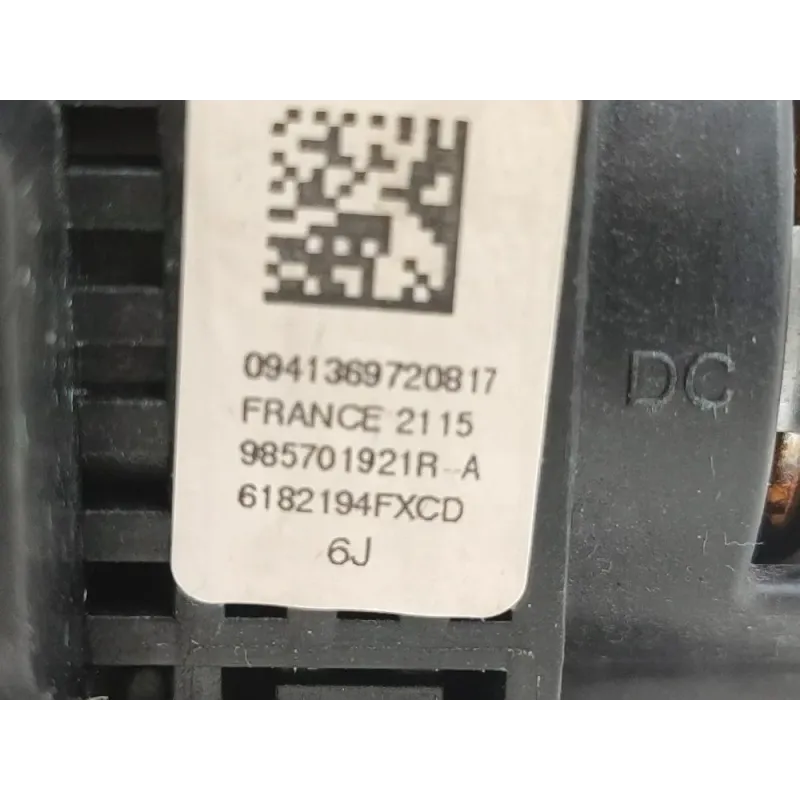 0941369720817
FRANCE 2115
985701921R-A
6182194FXCD
6J
DC